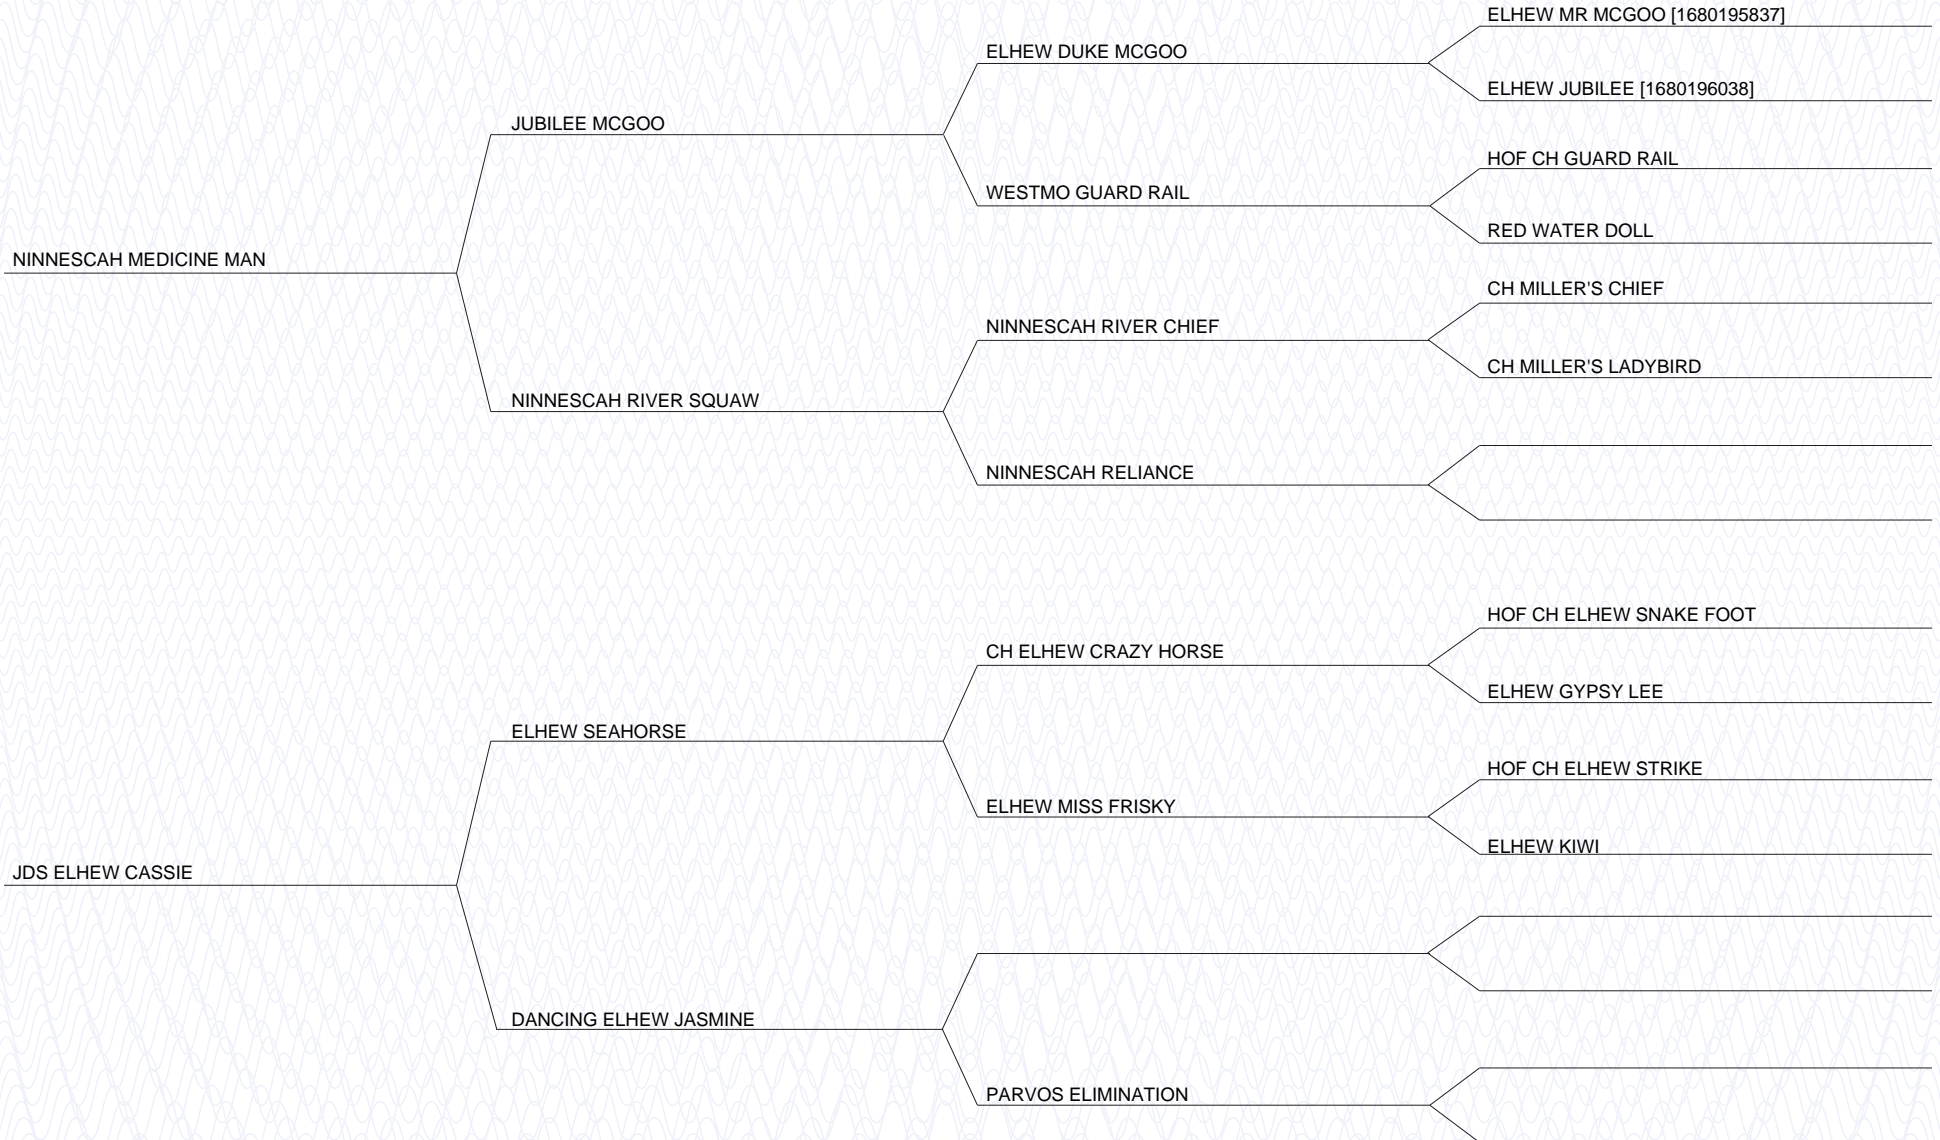 ELHEW MR MCGOO [1680195837]
ELHEW DUKE MCGOO
ELHEW JUBILEE [1680196038]
JUBILEE MCGOO
HOF CH GUARD RAIL
WESTMO GUARD RAIL
RED WATER DOLL
NINNESCAH MEDICINE MAN
CH MILLER'S CHIEF
NINNESCAH RIVER CHIEF
CH MILLER'S LADYBIRD
NINNESCAH RIVER SQUAW
NINNESCAH RELIANCE
HOF CH ELHEW SNAKE FOOT
CH ELHEW CRAZY HORSE
ELHEW GYPSY LEE
ELHEW SEAHORSE
HOF CH ELHEW STRIKE
ELHEW MISS FRISKY
ELHEW KIWI
JDS ELHEW CASSIE
DANCING ELHEW JASMINE
PARVOS ELIMINATION